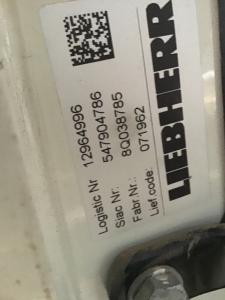 LIEBHERR
Logistic Nr 12964996
Siac Nr: 547904786
Fabr.Nr.: 8Q038785
Lief.code: 071962